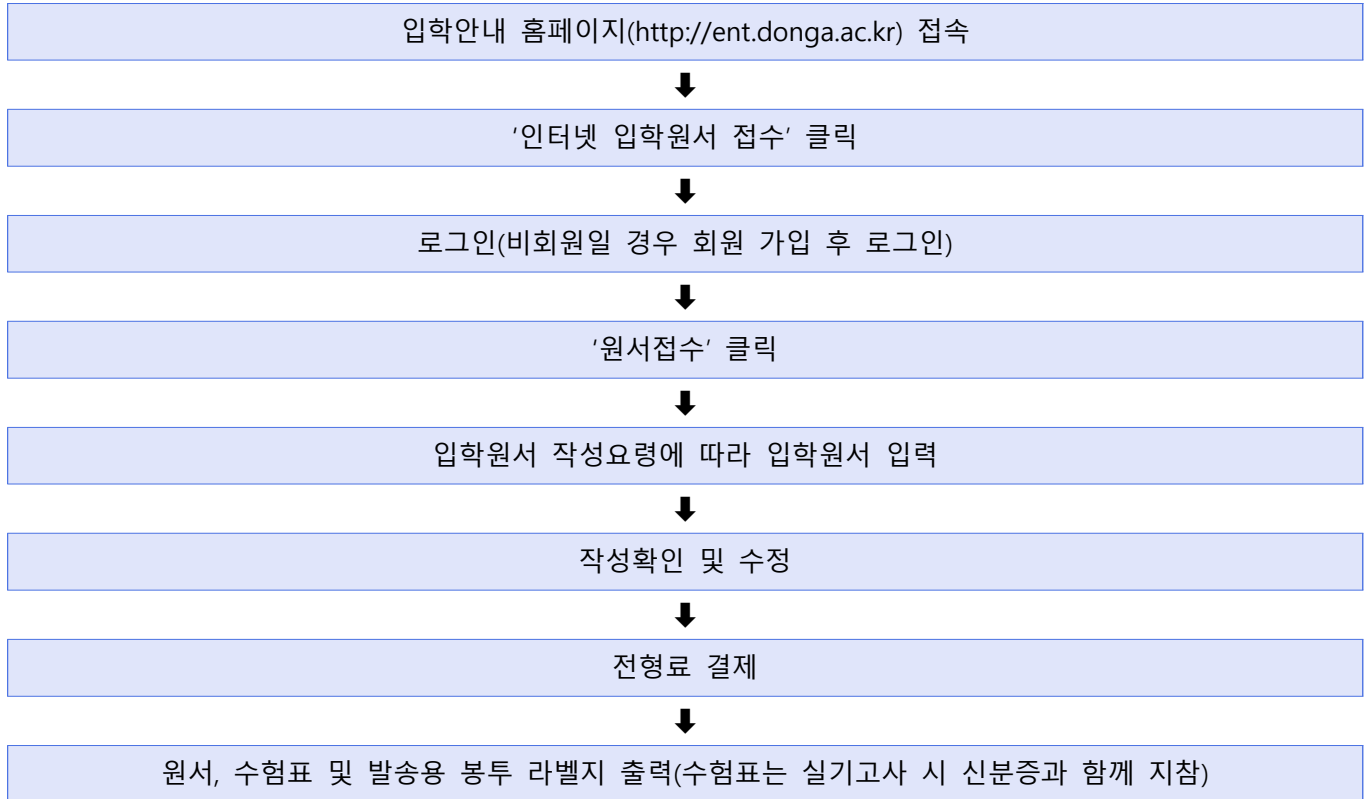 입학안내 홈페이지(http://ent.donga.ac.kr) 접속
'인터넷 입학원서 접수' 클릭
로그인(비회원일 경우 회원 가입 후 로그인)
'원서접수' 클릭
입학원서 작성요령에 따라 입학원서 입력
작성확인 및 수정
전형료 결제
원서, 수험표 및 발송용 봉투 라벨지 출력(수험표는 실기고사 시 신분증과 함께 지참)